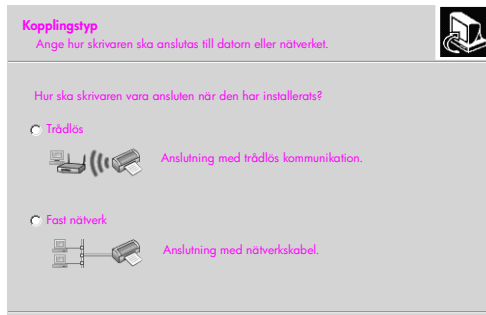 Kopplingstyp
Ange hur skrivaren ska anslutas till datorn eller nätverket.
Hur ska skrivaren vara ansluten när den har installerats?
Trådlös
Anslutning med trådlös kommunikation.
Fast nätverk
Anslutning med nätverkskabel.